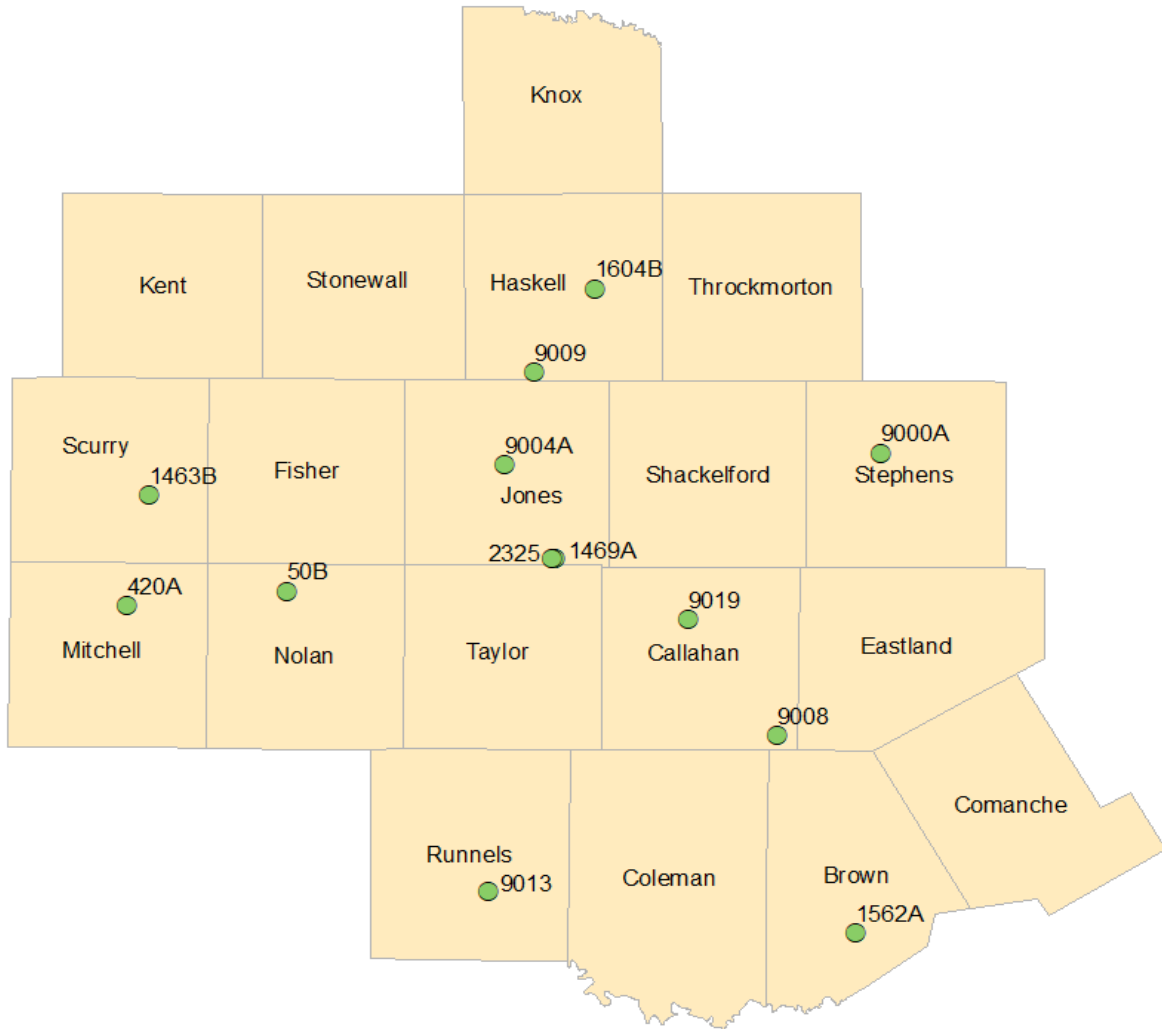 Knox
1604B
Kent
Stonewall
Haskell
Throckmorton
9009
Scurry
9004A
9000A
1463B
Fisher
Jones
Shackelford
Stephens
2325
1469A
420A
50B
9019
Mitchell
Nolan
Taylor
Callahan
Eastland
9008
Comanche
Runnels
9013
Coleman
Brown
1562A